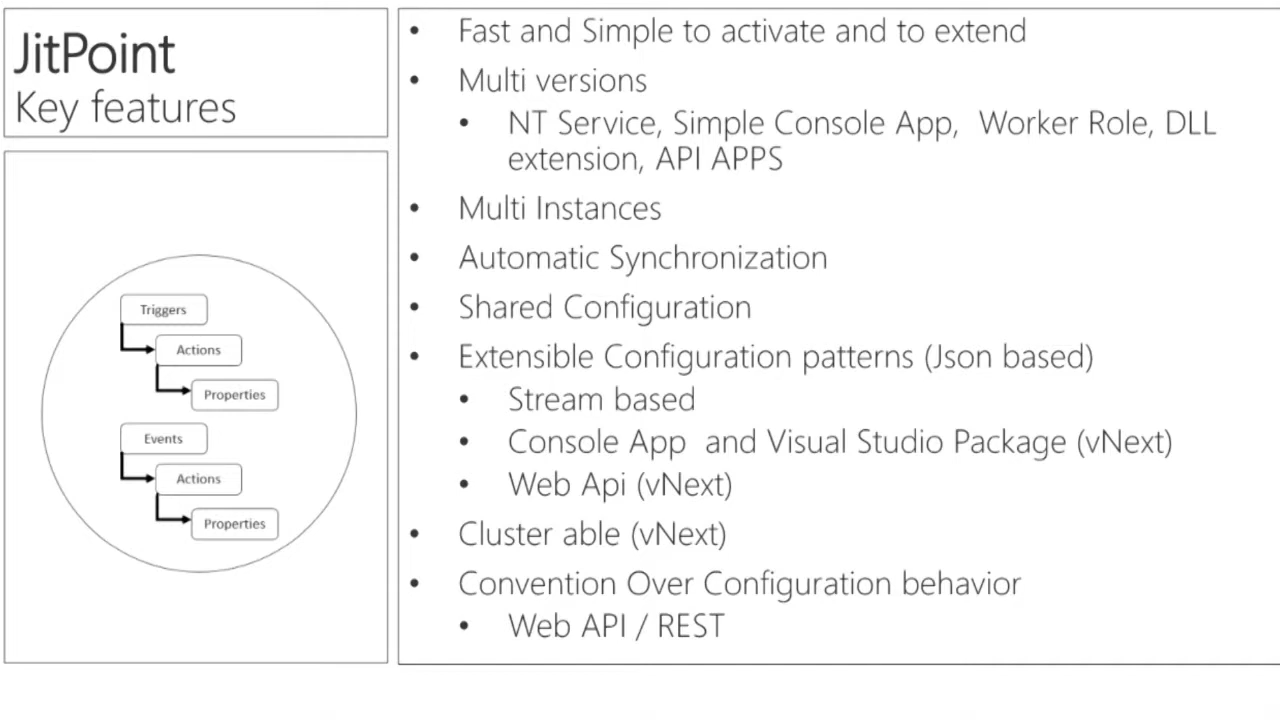 JitPoint
Key features
Triggers
Actions
Properties
Events
Actions
Properties
• Fast and Simple to activate and to extend
• Multi versions
• NT Service, Simple Console App,  Worker Role, DLL
extension, API APPS
• Multi Instances
• Automatic Synchronization
• Shared Configuration
• Extensible Configuration patterns (Json based)
• Stream based
• Console App  and Visual Studio Package (vNext)
• Web Api (vNext)
• Cluster able (vNext)
• Convention Over Configuration behavior
• Web API / REST